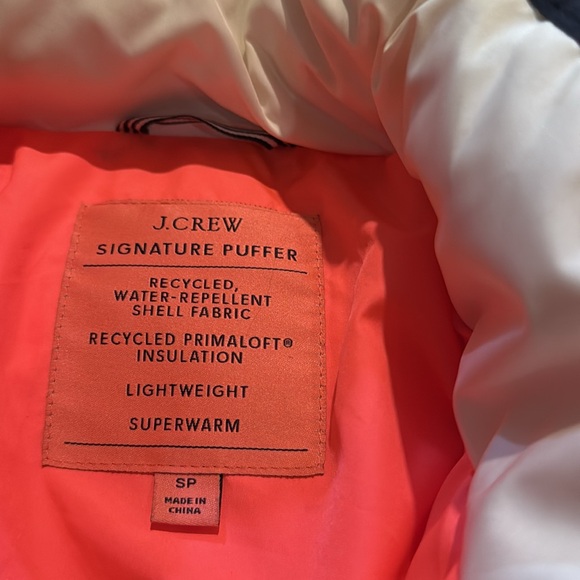 J.CREW
SIGNATURE PUFFER
RECYCLED,
WATER-REPELLENT
SHELL FABRIC
RECYCLED PRIMALOFT®
INSULATION
LIGHTWEIGHT
SUPERWARM
SP
MADE IN
CHINA